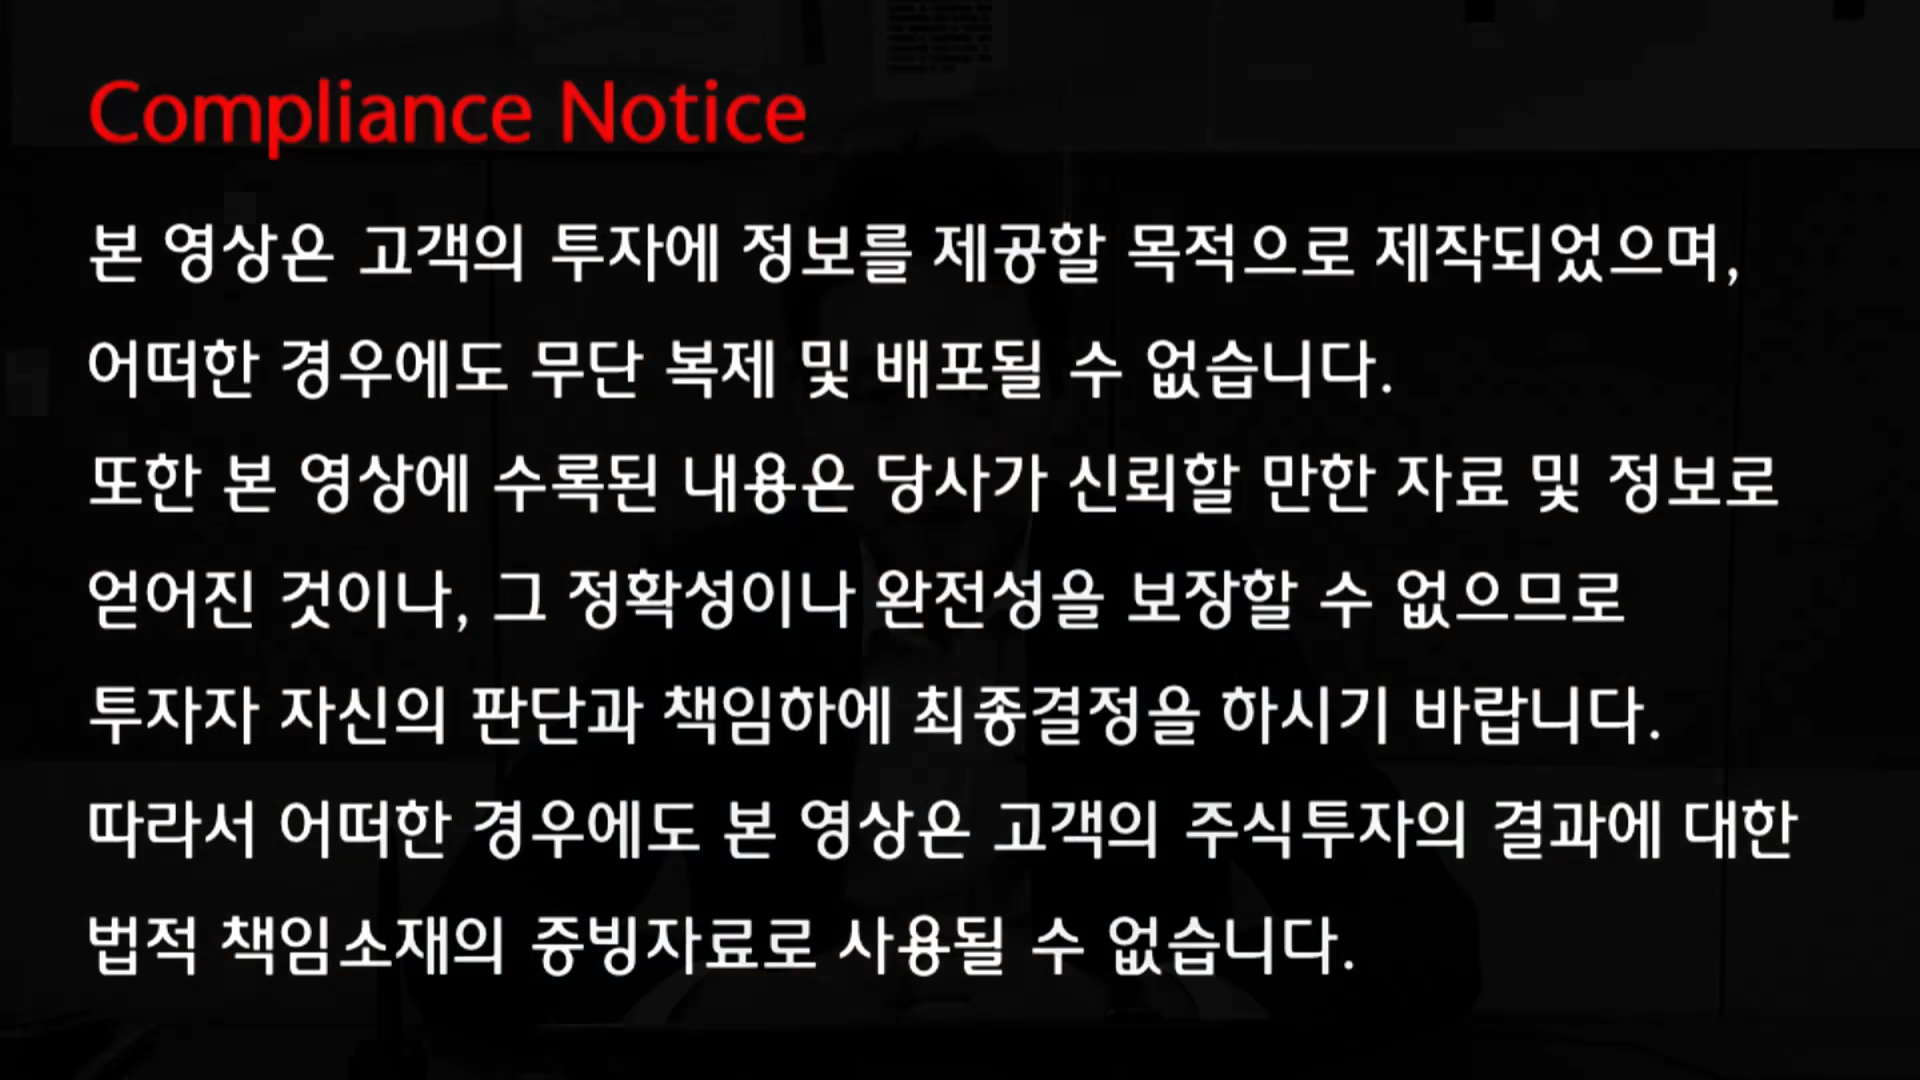 Compliance Notice
본 영상은 고객의 투자에 정보를 제공할 목적으로 제작되었으며,
어떠한 경우에도 무단 복제 및 배포될 수 없습니다.
또한 본 영상에 수록된 내용은 당사가 신뢰할 만한 자료 및 정보로
얻어진 것이나, 그 정확성이나 완전성을 보장할 수 없으므로
투자자 자신의 판단과 책임하에 최종결정을 하시기 바랍니다.
따라서 어떠한 경우에도 본 영상은 고객의 주식투자의 결과에 대한
법적 책임소재의 증빙자료로 사용될 수 없습니다.